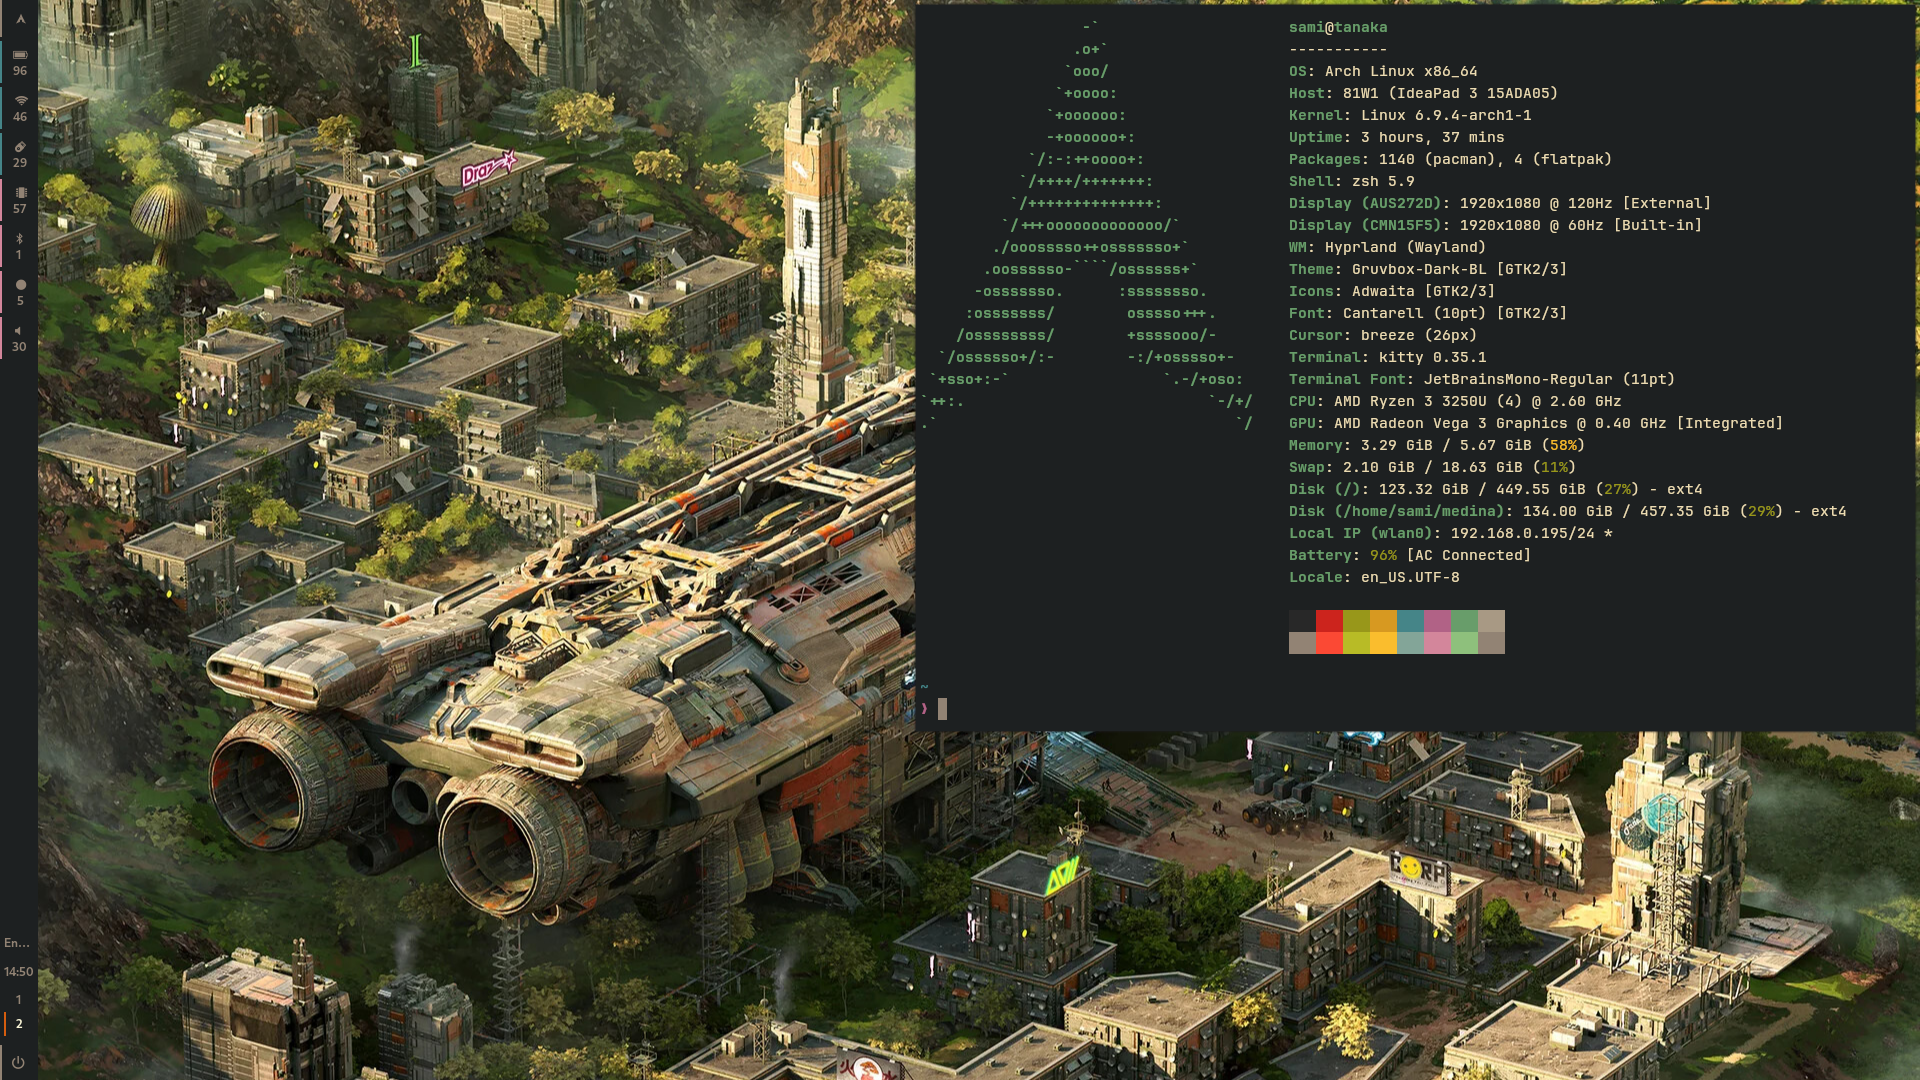 96
46
29
57
1
5
30
En...
14:50
1
2
Draz
CORP
sami@tanaka
-----------
OS: Arch Linux x86_64
Host: 81W1 (IdeaPad 3 15ADA05)
Kernel: Linux 6.9.4-arch1-1
Uptime: 3 hours, 37 mins
Packages: 1140 (pacman), 4 (flatpak)
Shell: zsh 5.9
Display (AUS272D): 1920x1080 @ 120Hz [External]
Display (CMN15F5): 1920x1080 @ 60Hz [Built-in]
WM: Hyprland (Wayland)
Theme: Gruvbox-Dark-BL [GTK2/3]
Icons: Adwaita [GTK2/3]
Font: Cantarell (10pt) [GTK2/3]
Cursor: breeze (26px)
Terminal: kitty 0.35.1
Terminal Font: JetBrainsMono-Regular (11pt)
CPU: AMD Ryzen 3 3250U (4) @ 2.60 GHz
GPU: AMD Radeon Vega 3 Graphics @ 0.40 GHz [Integrated]
Memory: 3.29 GiB / 5.67 GiB (58%)
Swap: 2.10 GiB / 18.63 GiB (11%)
Disk (/): 123.32 GiB / 449.55 GiB (27%) - ext4
Disk (/home/sami/medina): 134.00 GiB / 457.35 GiB (29%) - ext4
Local IP (wlan0): 192.168.0.195/24 *
Battery: 96% [AC Connected]
Locale: en_US.UTF-8
~
❯